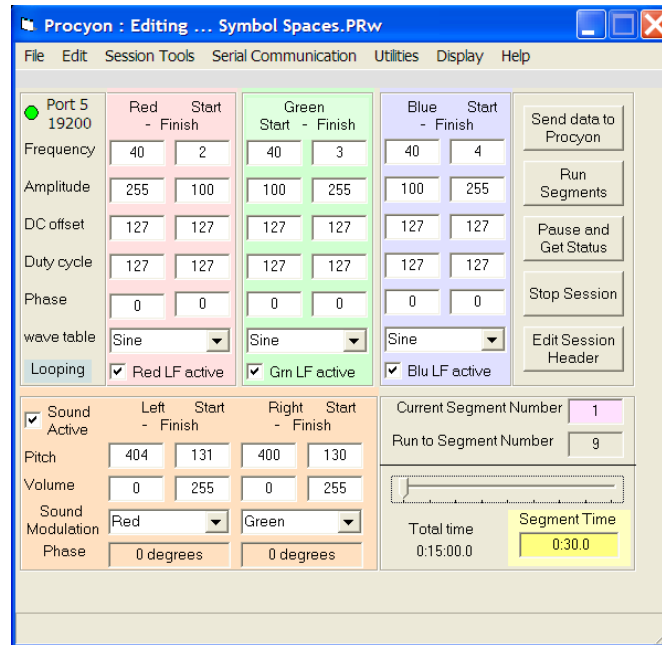 Procyon : Editing ... Symbol Spaces.PRw
File Edit Session Tools Serial Communication Utilities Display Help
Port 5
19200
Red Start
- Finish
Green
Start - Finish
Blue Start
- Finish
Send data to
Procyon
Frequency 40 2 40 3 40 4
Run
Segments
Amplitude 255 100 100 255 100 255
DC offset 127 127 127 127 127 127
Pause and
Get Status
Duty cycle 127 127 127 127 127 127
Phase 0 0 0 0 0 0
Stop Session
wave table Sine Sine Sine
Edit Session
Header
Looping Red LF active Grn LF active Blu LF active
Sound
Active
Left Start
- Finish
Right Start
- Finish
Pitch 404 131 400 130
Volume 0 255 0 255
Sound
Modulation
Red Green
Phase 0 degrees 0 degrees
Current Segment Number 1
Run to Segment Number 9
Total time
0:15:00.0
Segment Time
0:30.0